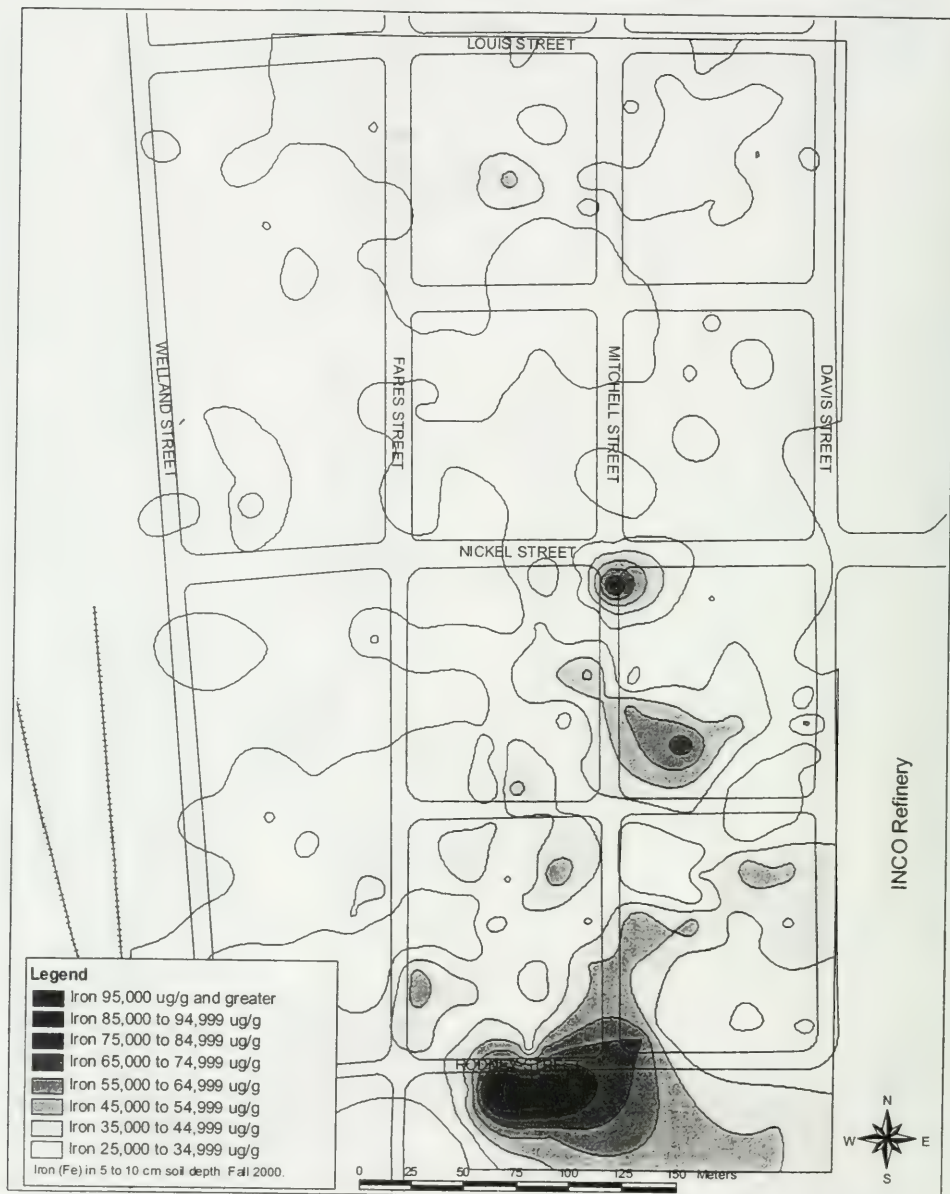 LOUIS STREET
WELLAND STREET
FARES STREET
MITCHELL STREET
DAVIS STREET
NICKEL STREET
INCO Refinery
RODNEY STREET
Legend
Iron 95,000 ug/g and greater
Iron 85,000 to 94,999 ug/g
Iron 75,000 to 84,999 ug/g
Iron 65,000 to 74,999 ug/g
Iron 55,000 to 64,999 ug/g
Iron 45,000 to 54,999 ug/g
Iron 35,000 to 44,999 ug/g
Iron 25,000 to 34,999 ug/g
Iron (Fe) in 5 to 10 cm soil depth Fall 2000.
0 25 50 75 100 125 150 Meters
N
W E
S